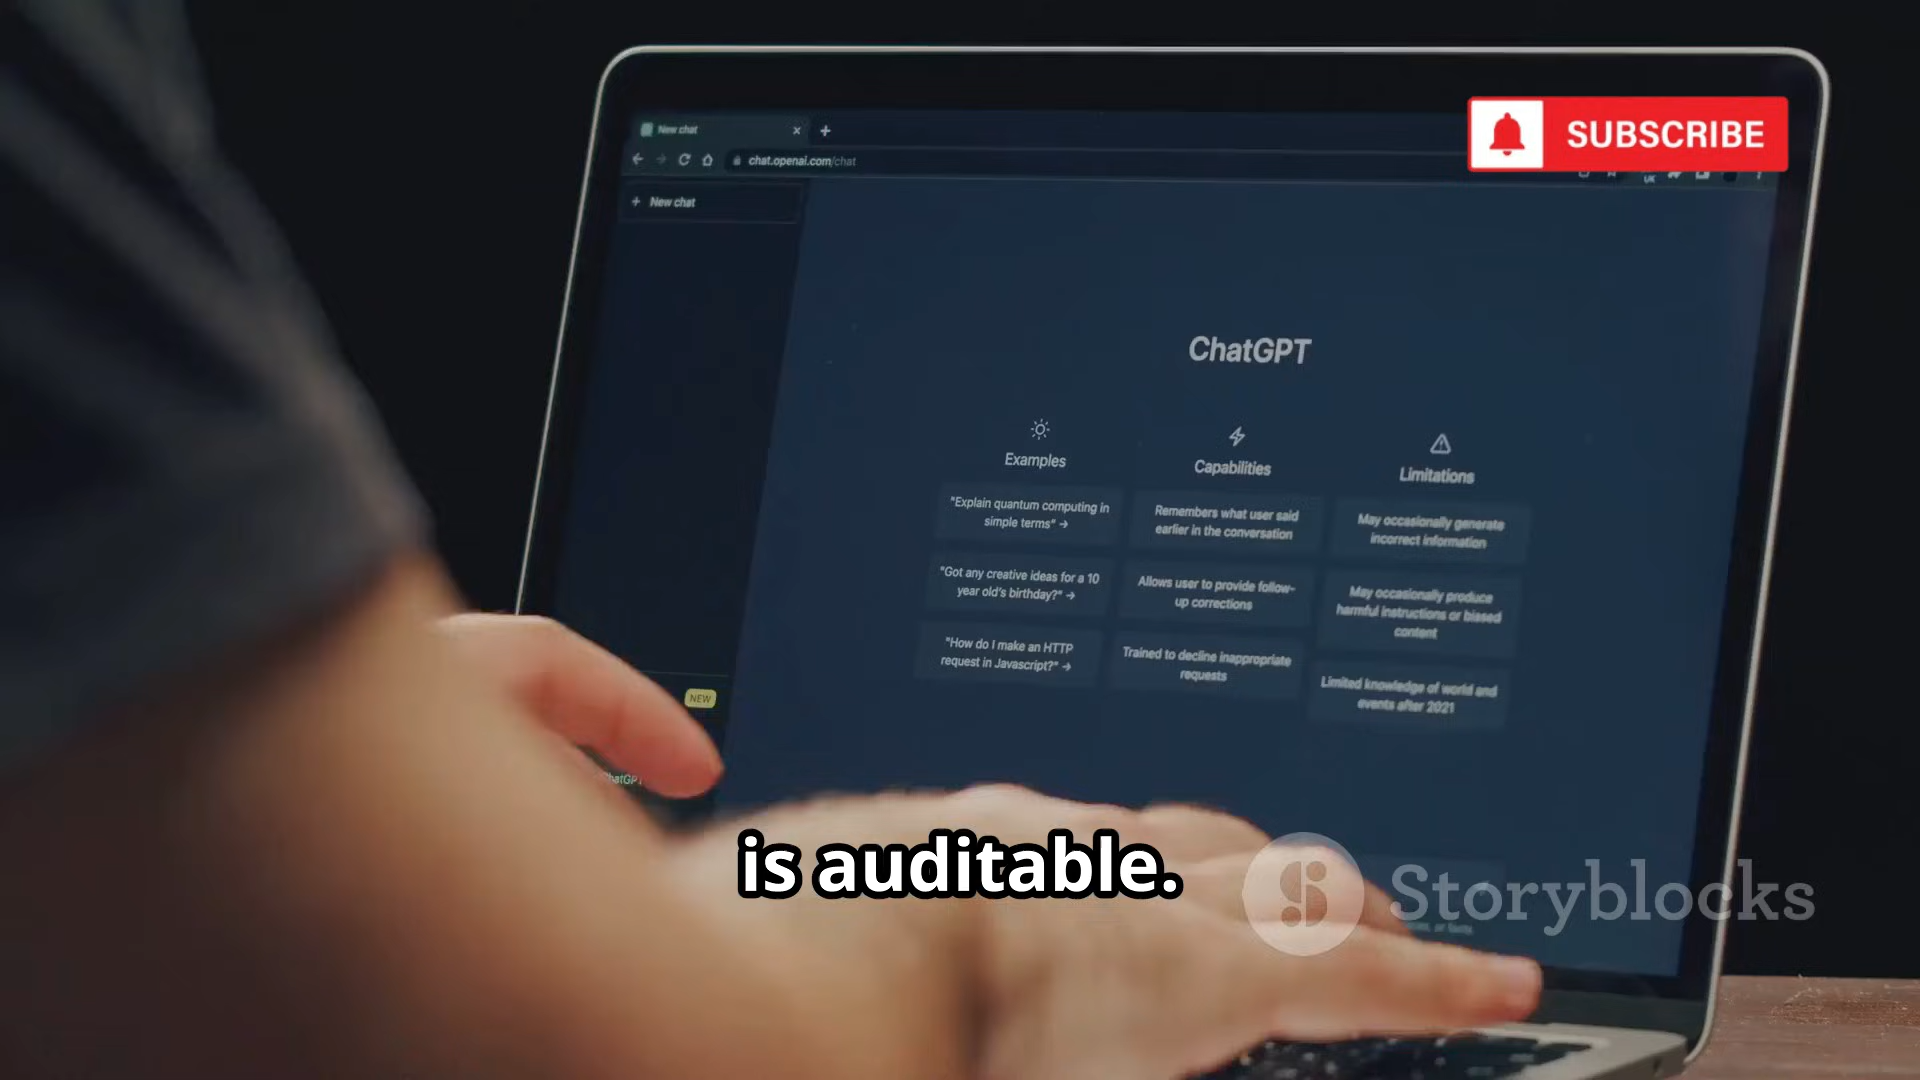 New chat
chat.openai.com/chat
SUBSCRIBE
New chat
ChatGPT
Examples
Capabilities
Limitations
"Explain quantum computing in
simple terms" →
Remembers what user said
earlier in the conversation
May occasionally generate
incorrect information
"Got any creative ideas for a 10
year old's birthday?" →
Allows user to provide follow-
up corrections
May occasionally produce
harmful instructions or biased
content
"How do I make an HTTP
request in Javascript?" →
Trained to decline inappropriate
requests
Limited knowledge of world and
events after 2021
NEW
is auditable.
Storyblocks